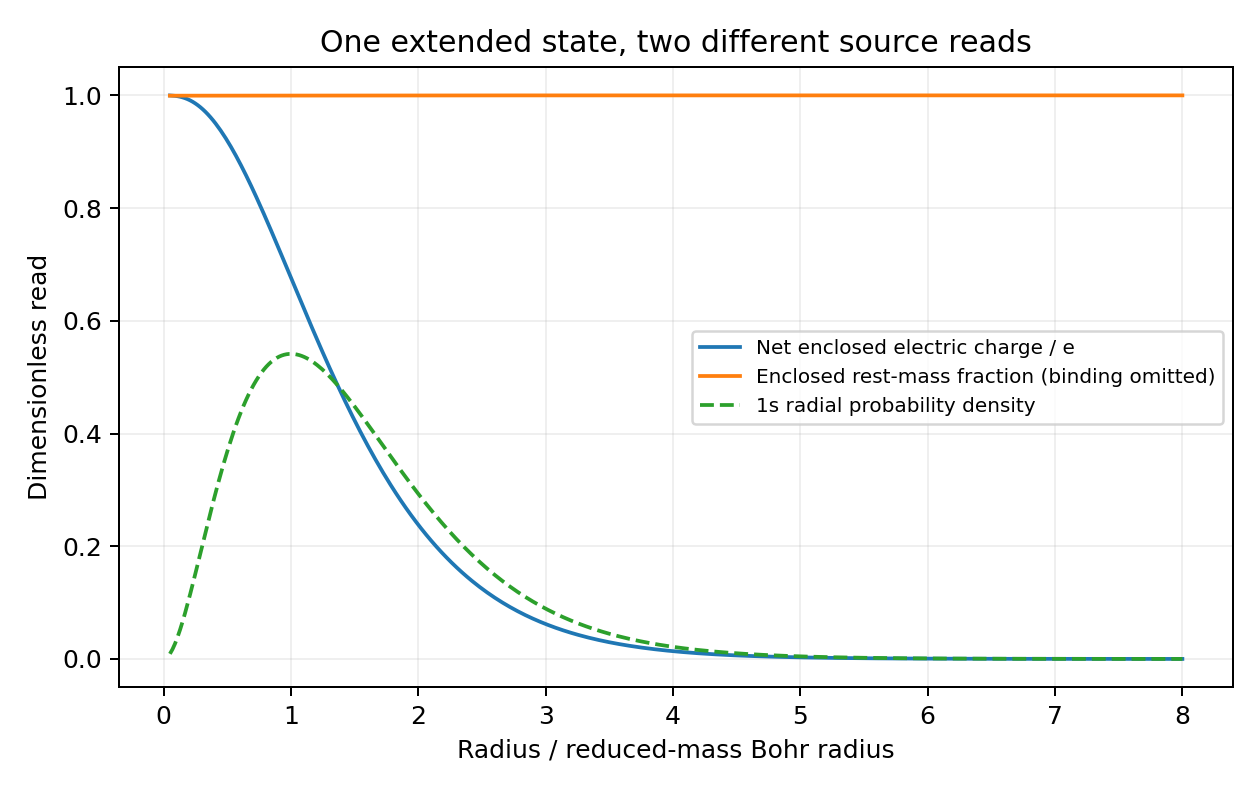 One extended state, two different source reads
1.0
0.8
0.6
0.4
0.2
0.0
Dimensionless read
Net enclosed electric charge / e
Enclosed rest-mass fraction (binding omitted)
1s radial probability density
0 1 2 3 4 5 6 7 8
Radius / reduced-mass Bohr radius